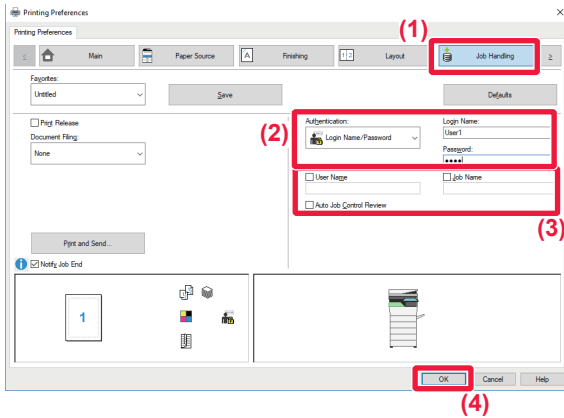 Printing Preferences
(1)
Printing Preferences
Main
Paper Source
A
Finishing
1 2
Layout
Job Handling
Favorites:
Untitled
Save
Defaults
Print Release
(2)
Authentication:
Login Name:
Document Filing:
Login Name/Password
User1
None
Password:
User Name
Job Name
Auto Job Control Review
(3)
Print and Send...
Notify Job End
1
OK
Cancel
Help
(4)